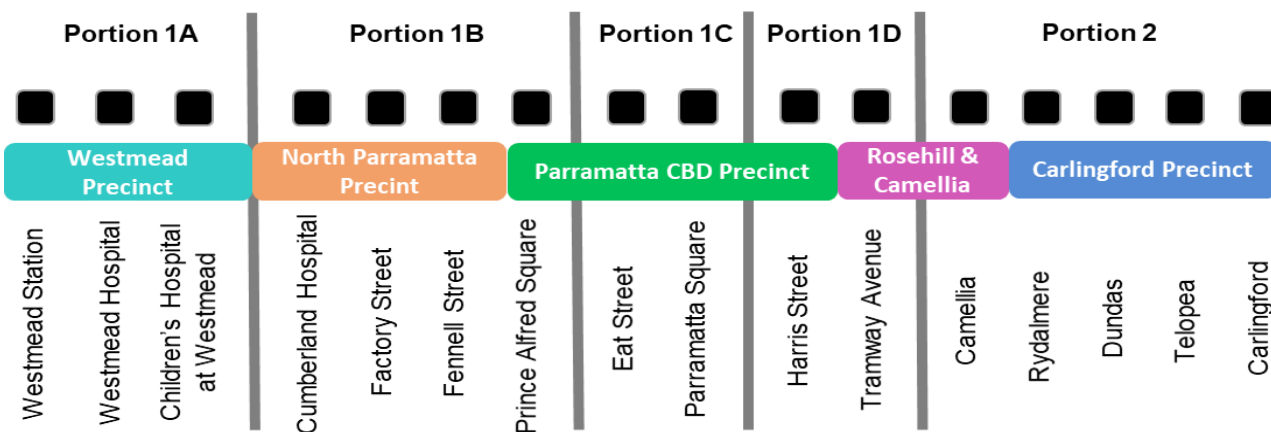 Portion 1A
Portion 1B
Portion 1C
Portion 1D
Portion 2
Westmead
Precinct
North Parramatta
Precint
Parramatta CBD Precinct
Rosehill &
Camellia
Carlingford Precinct
Westmead Station
Westmead Hospital
Children's Hospital
at Westmead
Cumberland Hospital
Factory Street
Fennell Street
Prince Alfred Square
Eat Street
Parramatta Square
Harris Street
Tramway Avenue
Camellia
Rydalmere
Dundas
Telopea
Carlingford